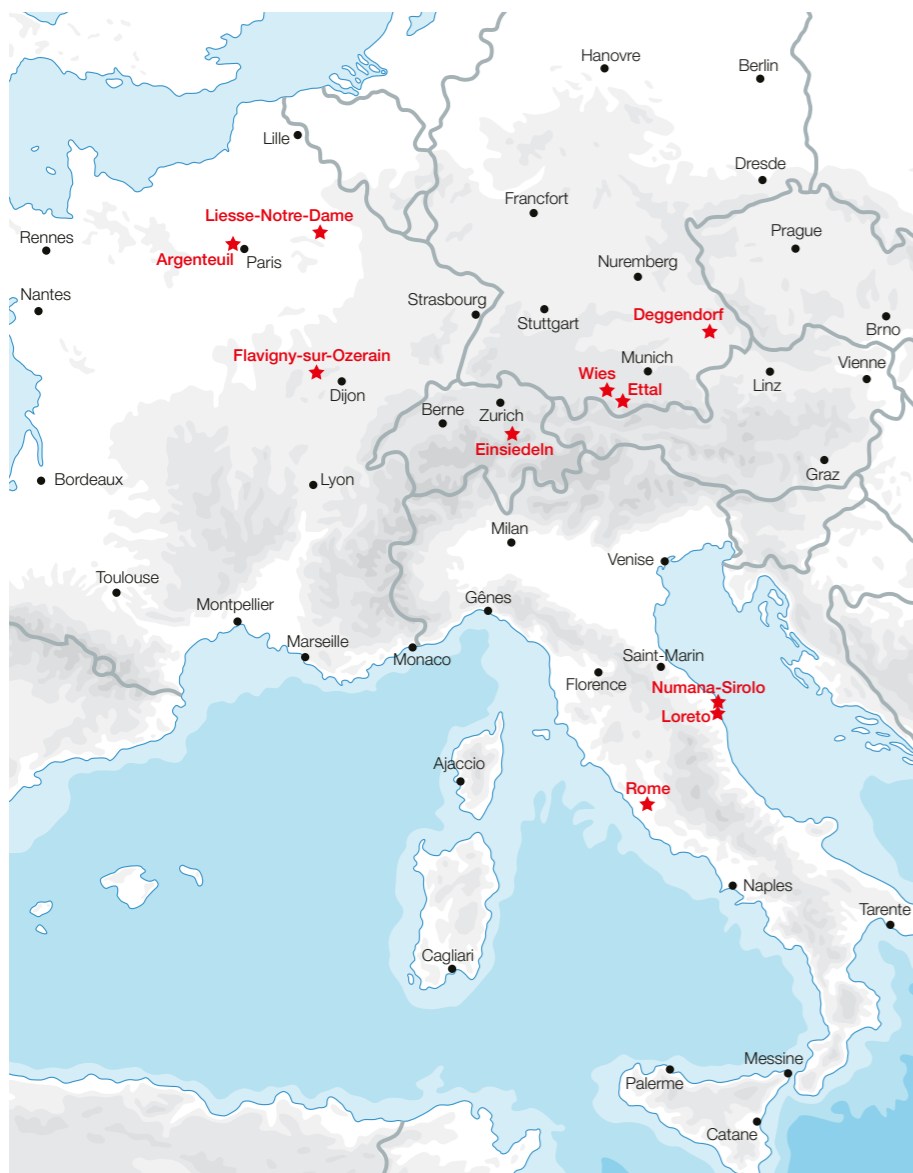 Hanovre
Berlin
Lille
Dresde
Liesse-Notre-Dame
Francfort
Rennes
Argenteuil
Paris
Prague
Nuremberg
Nantes
Strasbourg
Stuttgart
Deggendorf
Brno
Flavigny-sur-Ozerain
Dijon
Munich
Wies
Ettal
Linz
Vienne
Berne
Zurich
Einsiedeln
Graz
Bordeaux
Lyon
Milan
Venise
Toulouse
Montpellier
Gênes
Marseille
Monaco
Saint-Marin
Florence
Numana-Sirolo
Loreto
Ajaccio
Rome
Naples
Tarente
Cagliari
Messine
Palerme
Catane